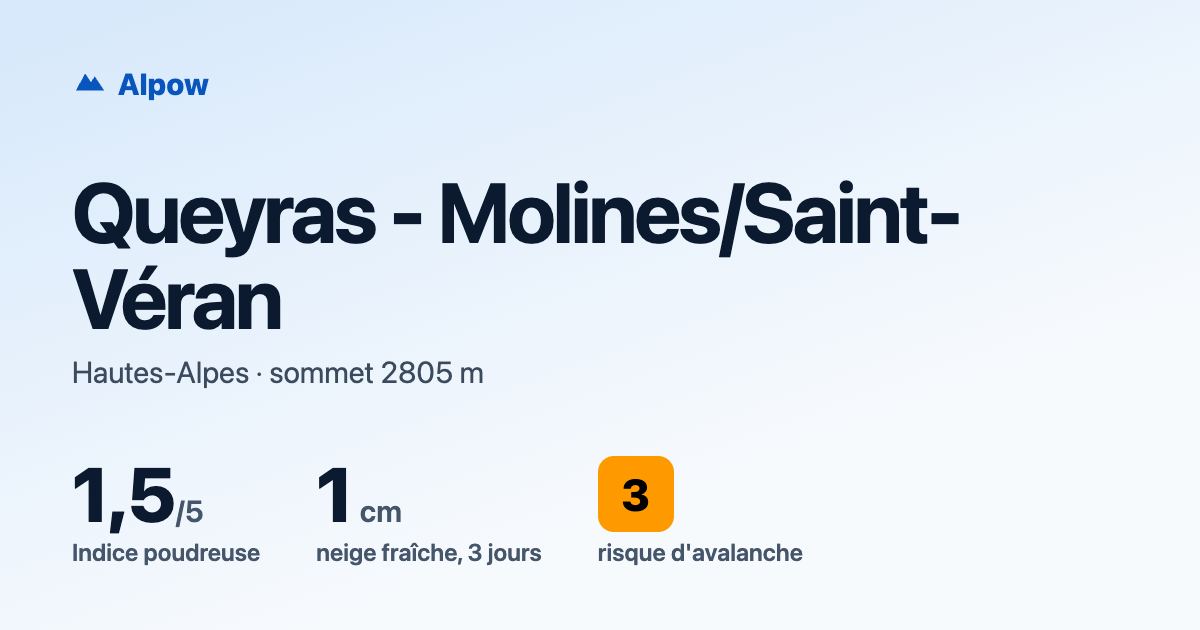 Alpow
Queyras - Molines/Saint-
Véran
Hautes-Alpes · sommet 2805 m
1,5/5
1 cm
3
Indice poudreuse
neige fraîche, 3 jours
risque d'avalanche